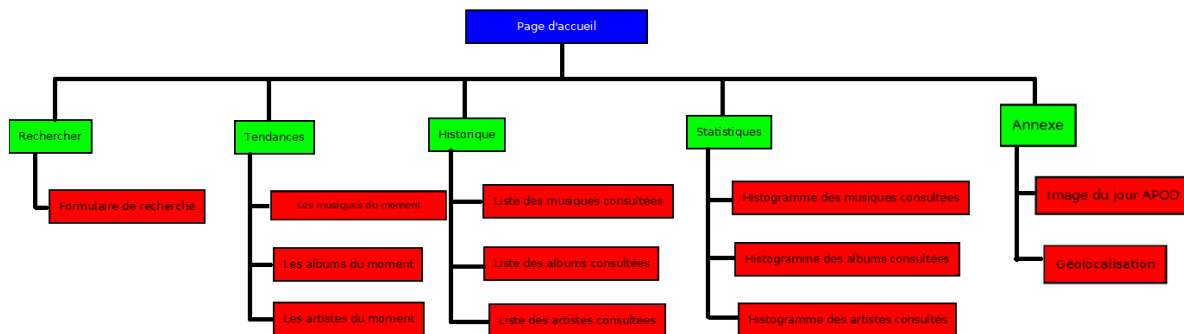 Page d'accueil
Rechercher
Formulaire de recherche
Tendances
Les musiques du moment
Les albums du moment
Les artistes du moment
Historique
Liste des musiques consultées
Liste des albums consultées
Liste des artistes consultées
Statistiques
Histogramme des musiques consultées
Histogramme des albums consultées
Histogramme des artistes consultés
Annexe
Image du jour APOD
Géolocalisation